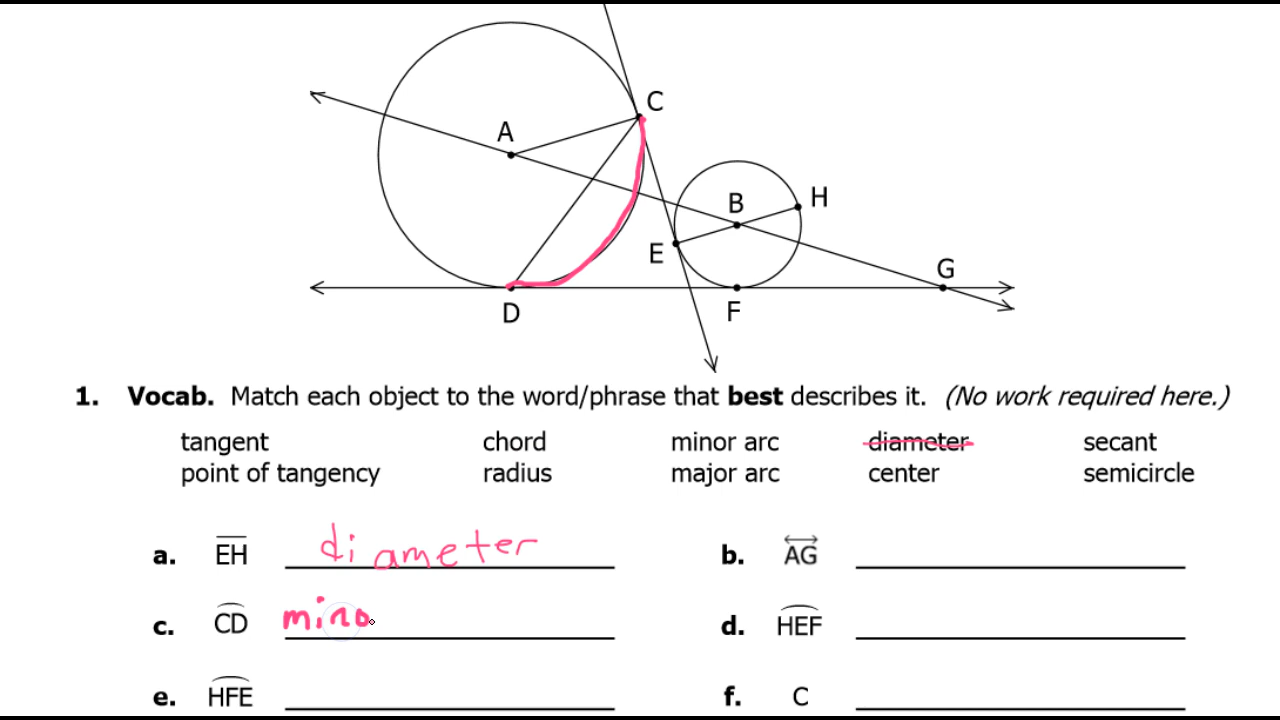 C
A
H
B
E
G
D
F
1. Vocab. Match each object to the word/phrase that best describes it. (No work required here.)
tangent chord minor arc diameter secant
point of tangency radius major arc center semicircle
a. EH diameter b. AG
c. CD mino d. HEF
e. HFE f. C